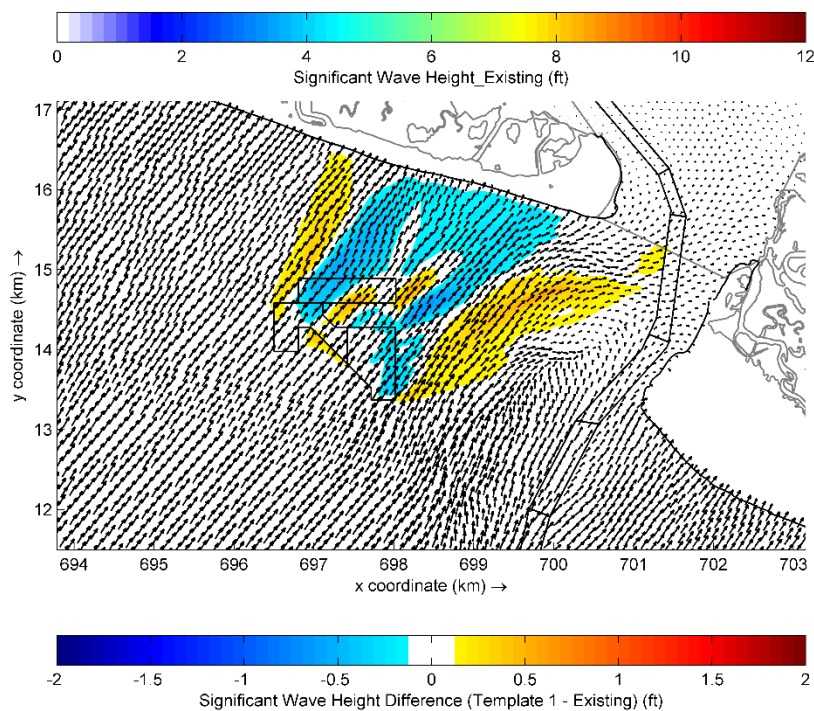 0 2 4 6 8 10 12
Significant Wave Height_Existing (ft)
17
16
15
14
13
12
y coordinate (km) →
694 695 696 697 698 699 700 701 702 703
x coordinate (km) →
-2 -1.5 -1 -0.5 0 0.5 1 1.5 2
Significant Wave Height Difference (Template 1 - Existing) (ft)